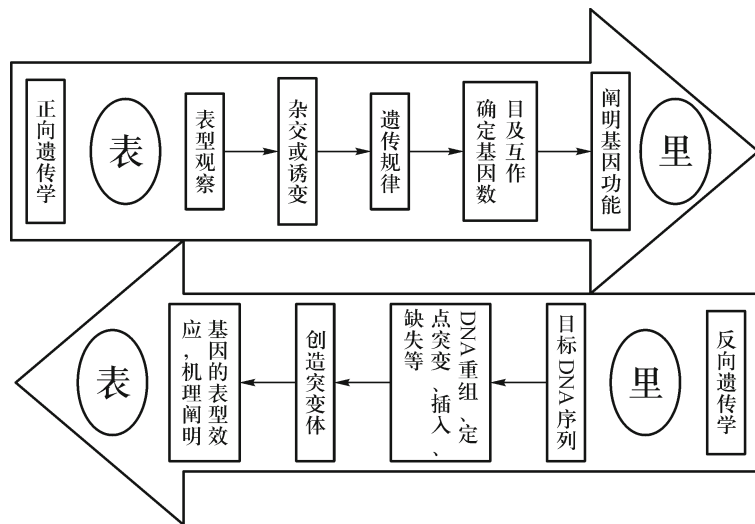 正向遗传学
表
表型观察
杂交或诱变
遗传规律
确定基因数
目及互作
阐明基因功能
里
反向遗传学
里
目标DNA序列
DNA重组、定
点突变、插入、
缺失等
创造突变体
基因的表型效
应,机理阐明
表